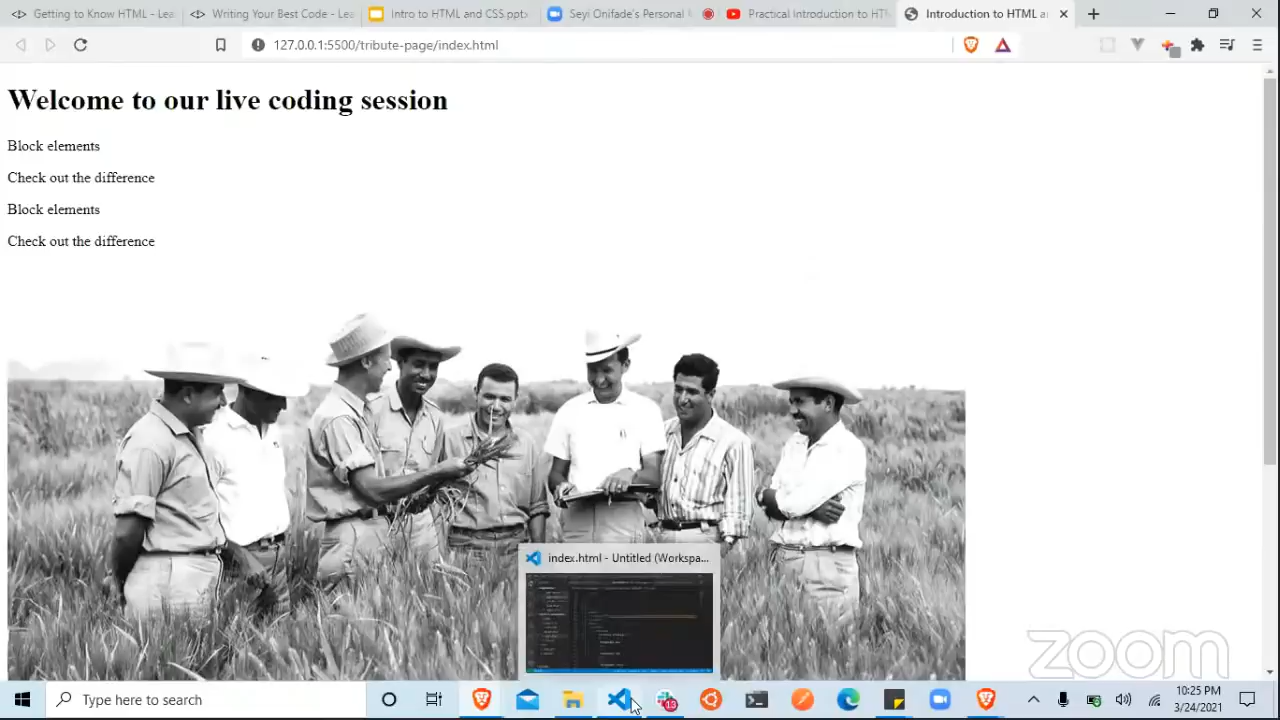 Getting to Know HTML - Lea
Writing Your Best Code - Lea
Intro to HTML and CSS.pptx
Seyi Onifade's Personal
Practical Introduction to HTM
Introduction to HTML a
127.0.0.1:5500/tribute-page/index.html
Welcome to our live coding session
Block elements
Check out the difference
Block elements
Check out the difference
index.html - Untitled (Workspa...
zoom
Type here to search
13
10:25 PM
3/24/2021